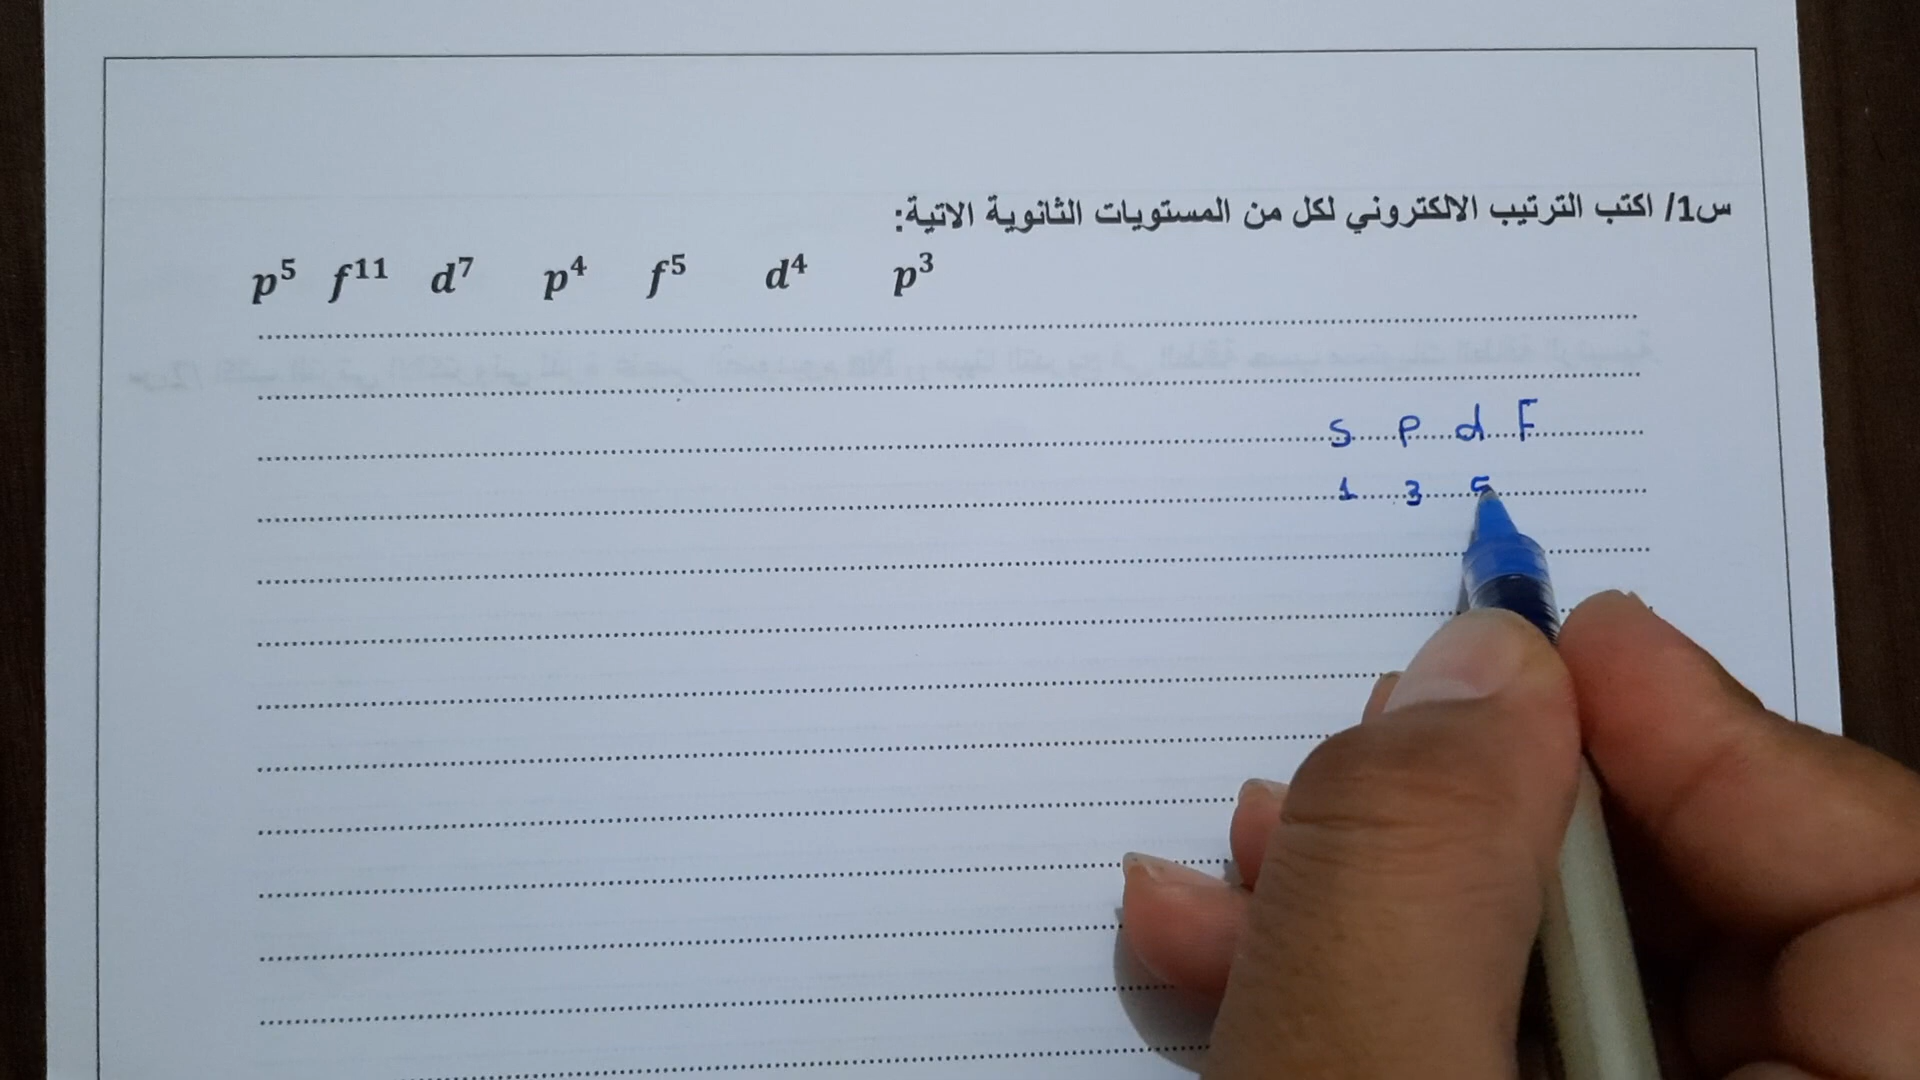 س1/ اكتب الترتيب الالكتروني لكل من المستويات الثانوية الاتية:
p⁵ f¹¹ d⁷ p⁴ f⁵ d⁴ p³
s p d F
1 3 5